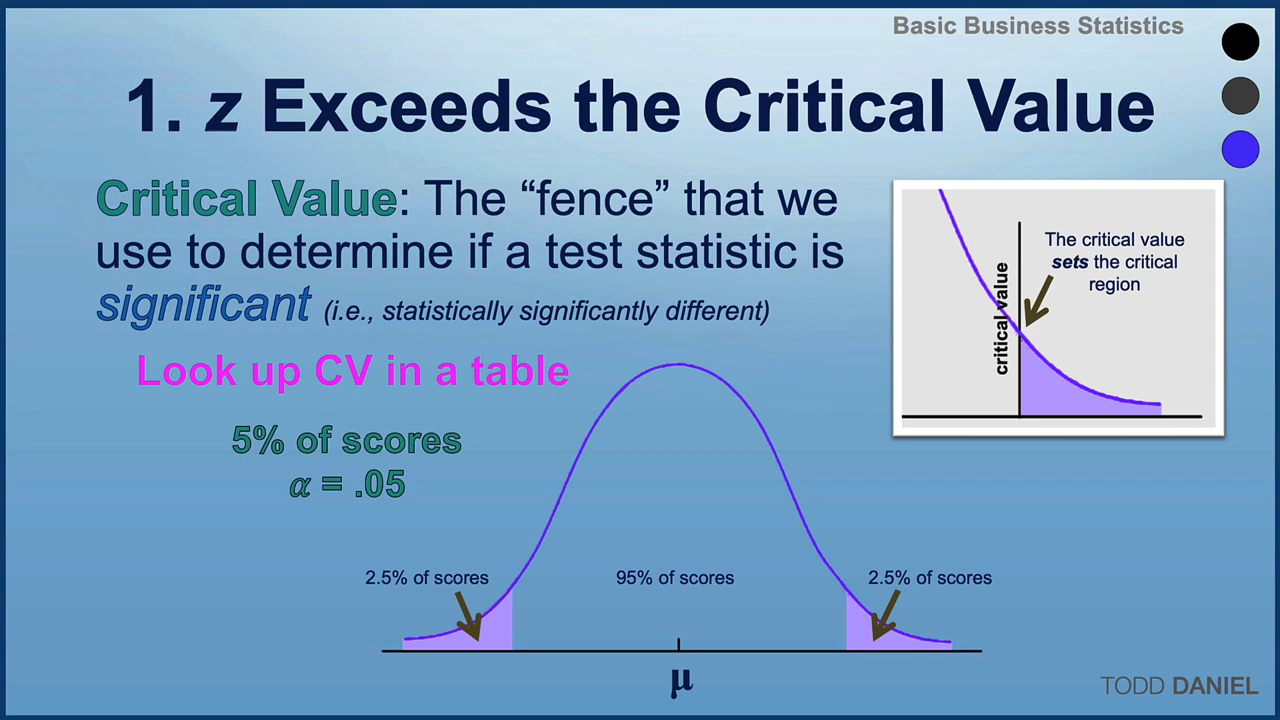 Basic Business Statistics
1. z Exceeds the Critical Value
Critical Value: The “fence” that we
use to determine if a test statistic is
significant (i.e., statistically significantly different)
The critical value
sets the critical
region
critical value
Look up CV in a table
5% of scores
α = .05
2.5% of scores
95% of scores
2.5% of scores
μ
TODD DANIEL